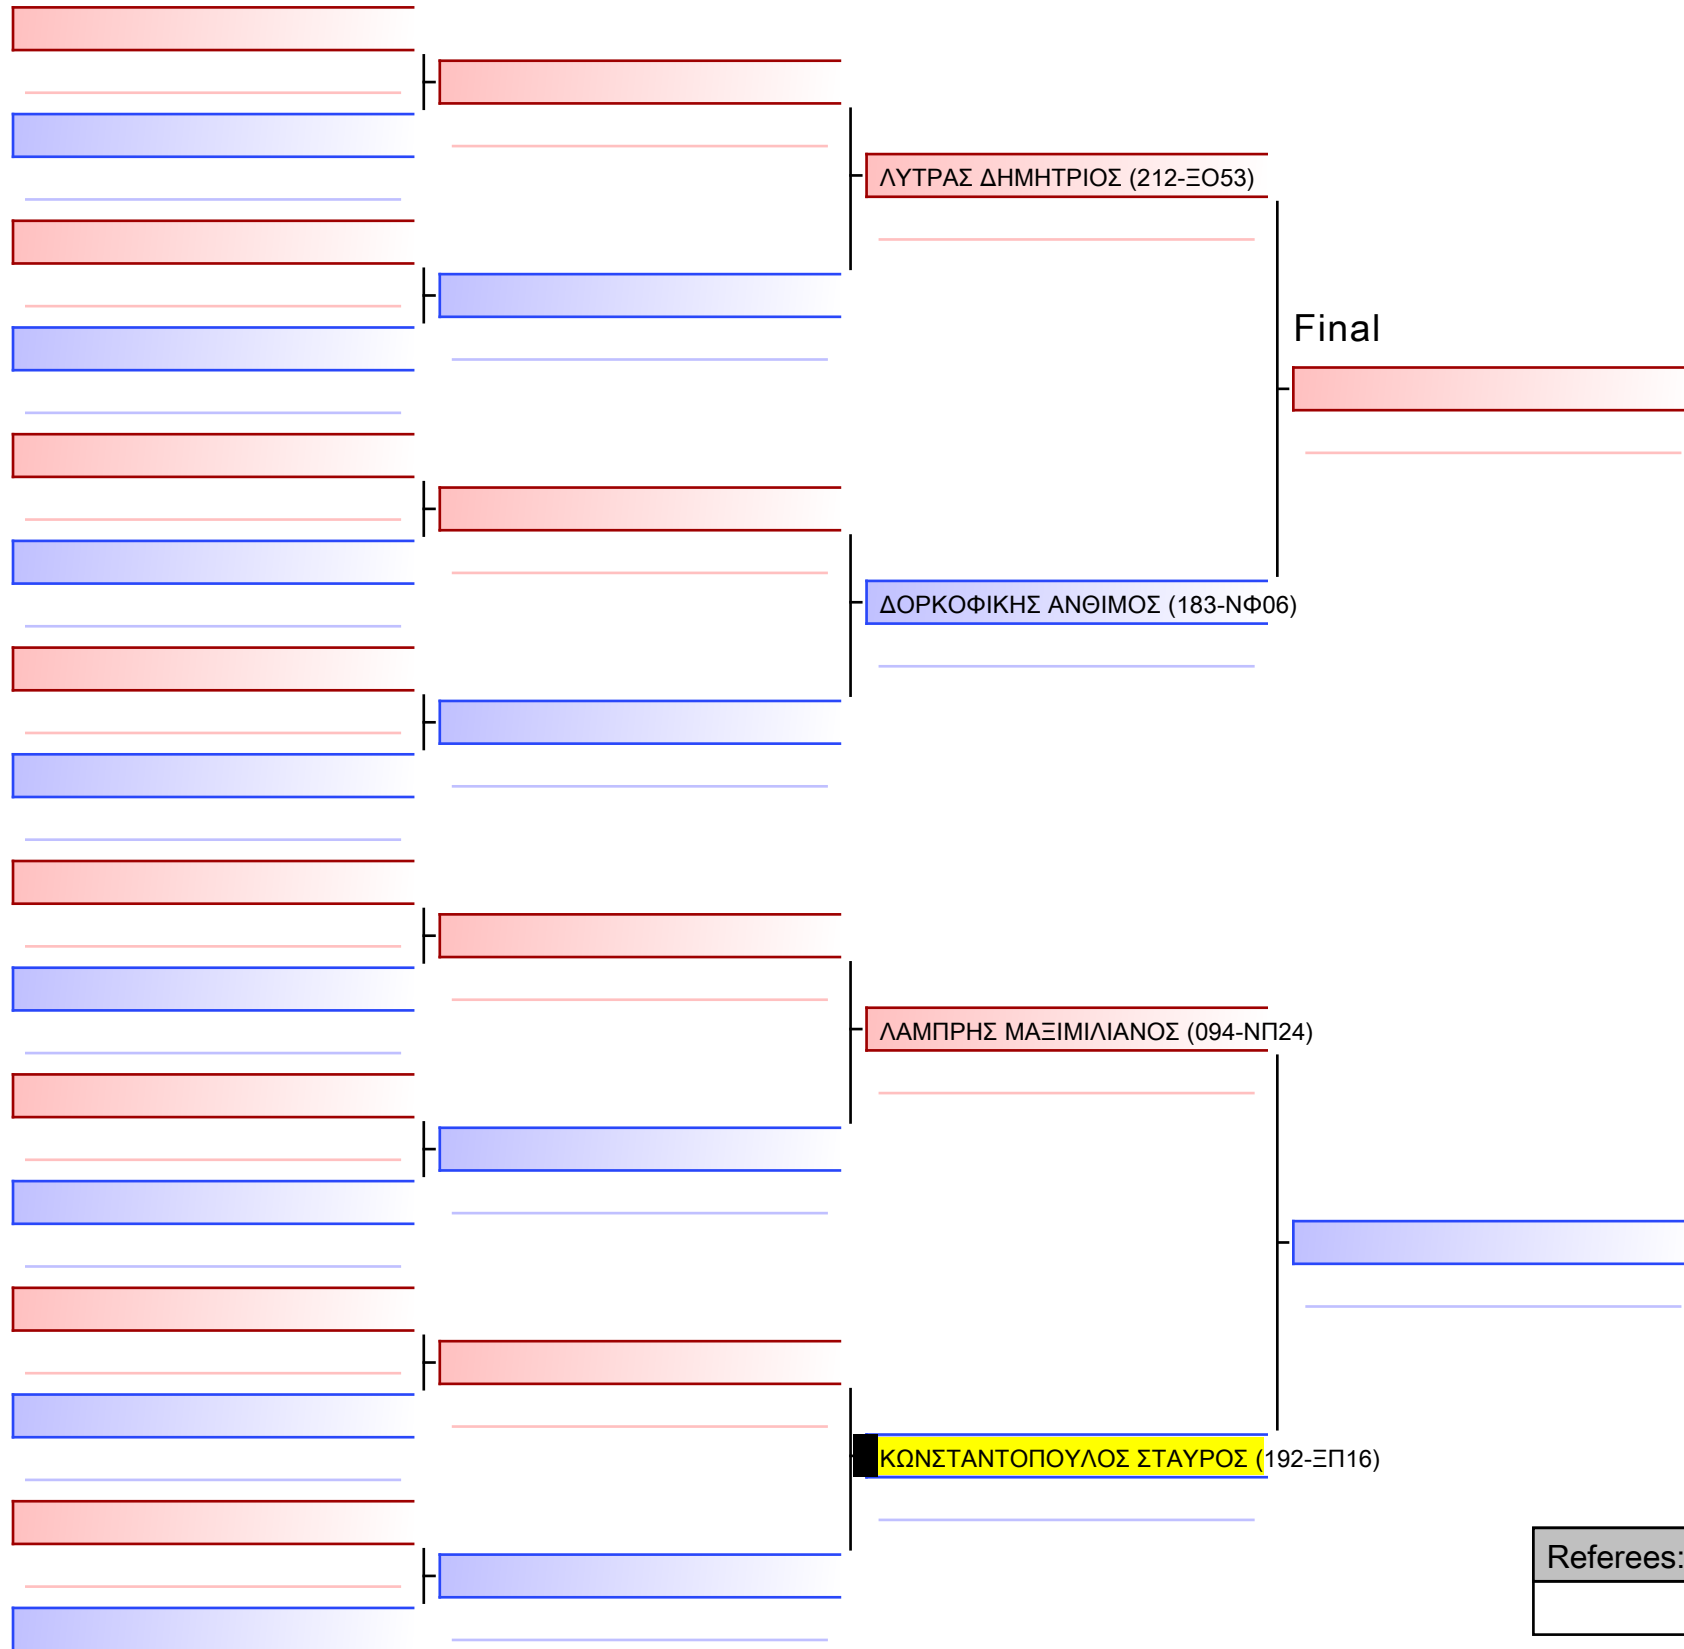 ΛΥΤΡΑΣ ΔΗΜΗΤΡΙΟΣ (212-ΞΟ53)
Final
ΔΟΡΚΟΦΙΚΗΣ ΑΝΘΙΜΟΣ (183-ΝΦ06)
ΛΑΜΠΡΗΣ ΜΑΞΙΜΙΛΙΑΝΟΣ (094-ΝΠ24)
ΚΩΝΣΤΑΝΤΟΠΟΥΛΟΣ ΣΤΑΥΡΟΣ (192-ΞΠ16)
Referees: